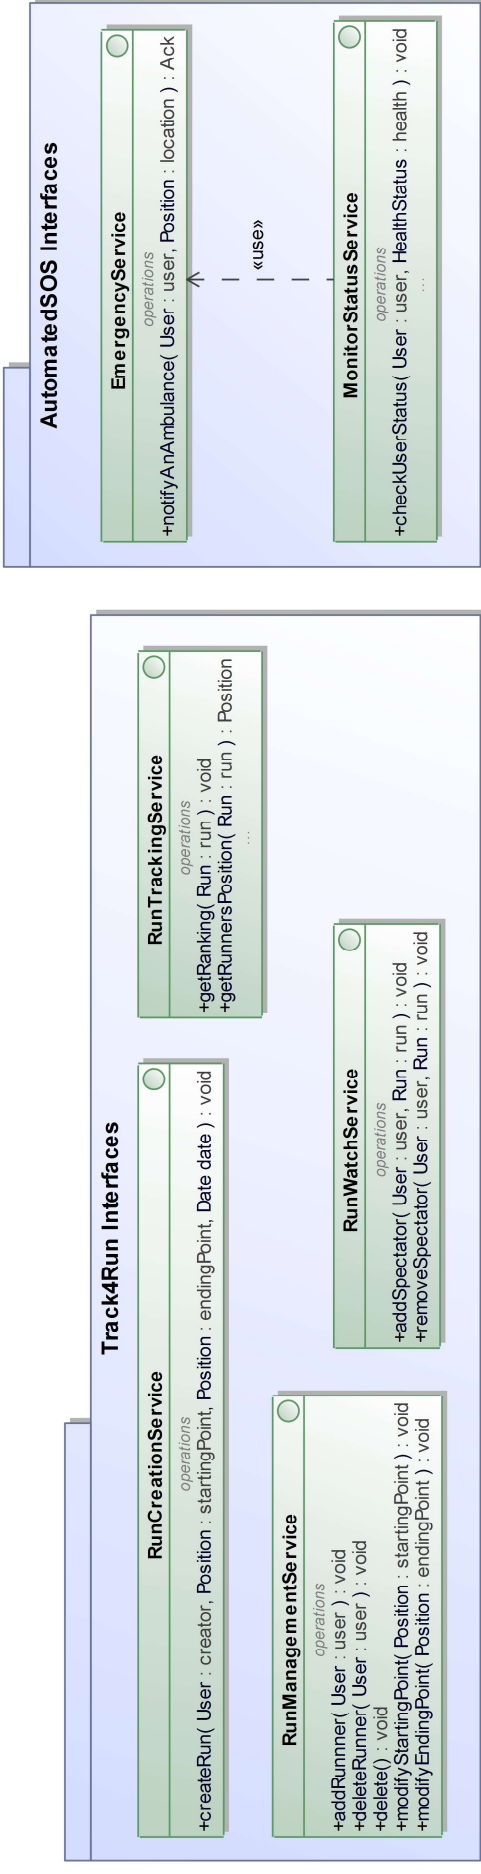 Track4Run Interfaces
RunCreationService
operations
+createRun( User : creator, Position : startingPoint, Position : endingPoint, Date date ) : void
RunTrackingService
operations
+getRanking( Run : run ) : void
+getRunnersPosition( Run : run ) : Position
...
RunManagementService
operations
+addRunnner( User : user ) : void
+deleteRunner( User : user ) : void
+delete() : void
+modifyStartingPoint( Position : startingPoint ) : void
+modifyEndingPoint( Position : endingPoint ) : void
RunWatchService
operations
+addSpectator( User : user, Run : run ) : void
+removeSpectator( User : user, Run : run ) : void
AutomatedSOS Interfaces
EmergencyService
operations
+notifyAnAmbulance( User : user, Position : location ) : Ack
«use»
MonitorStatusService
operations
+checkUserStatus( User : user, HealthStatus : health ) : void
...